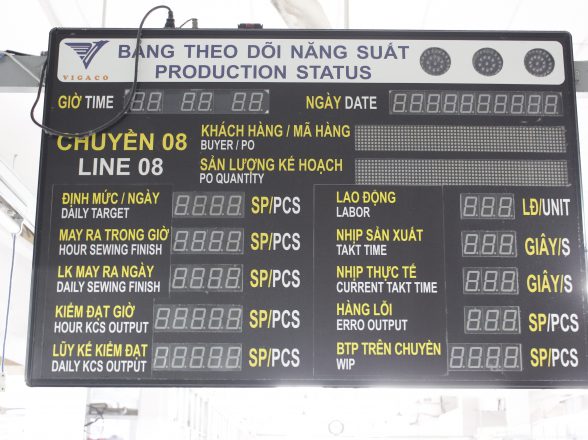 VIGACO
BẢNG THEO DÕI NĂNG SUẤT
PRODUCTION STATUS
GIỜ TIME
NGÀY DATE
CHUYỀN 08
LINE 08
KHÁCH HÀNG / MÃ HÀNG
BUYER / PO
SẢN LƯỢNG KẾ HOẠCH
PO QUANTITY
ĐỊNH MỨC / NGÀY
DAILY TARGET
SP/PCS
MAY RA TRONG GIỜ
HOUR SEWING FINISH
SP/PCS
LK MAY RA NGÀY
DAILY SEWING FINISH
SP/PCS
KIỂM ĐẠT GIỜ
HOUR KCS OUTPUT
SP/PCS
LŨY KẾ KIỂM ĐẠT
DAILY KCS OUTPUT
SP/PCS
LAO ĐỘNG
LABOR
LĐ/UNIT
NHỊP SẢN XUẤT
TAKT TIME
GIÂY/S
NHỊP THỰC TẾ
CURRENT TAKT TIME
GIÂY/S
HÀNG LỖI
ERRO OUTPUT
SP/PCS
BTP TRÊN CHUYỀN
WIP
SP/PCS